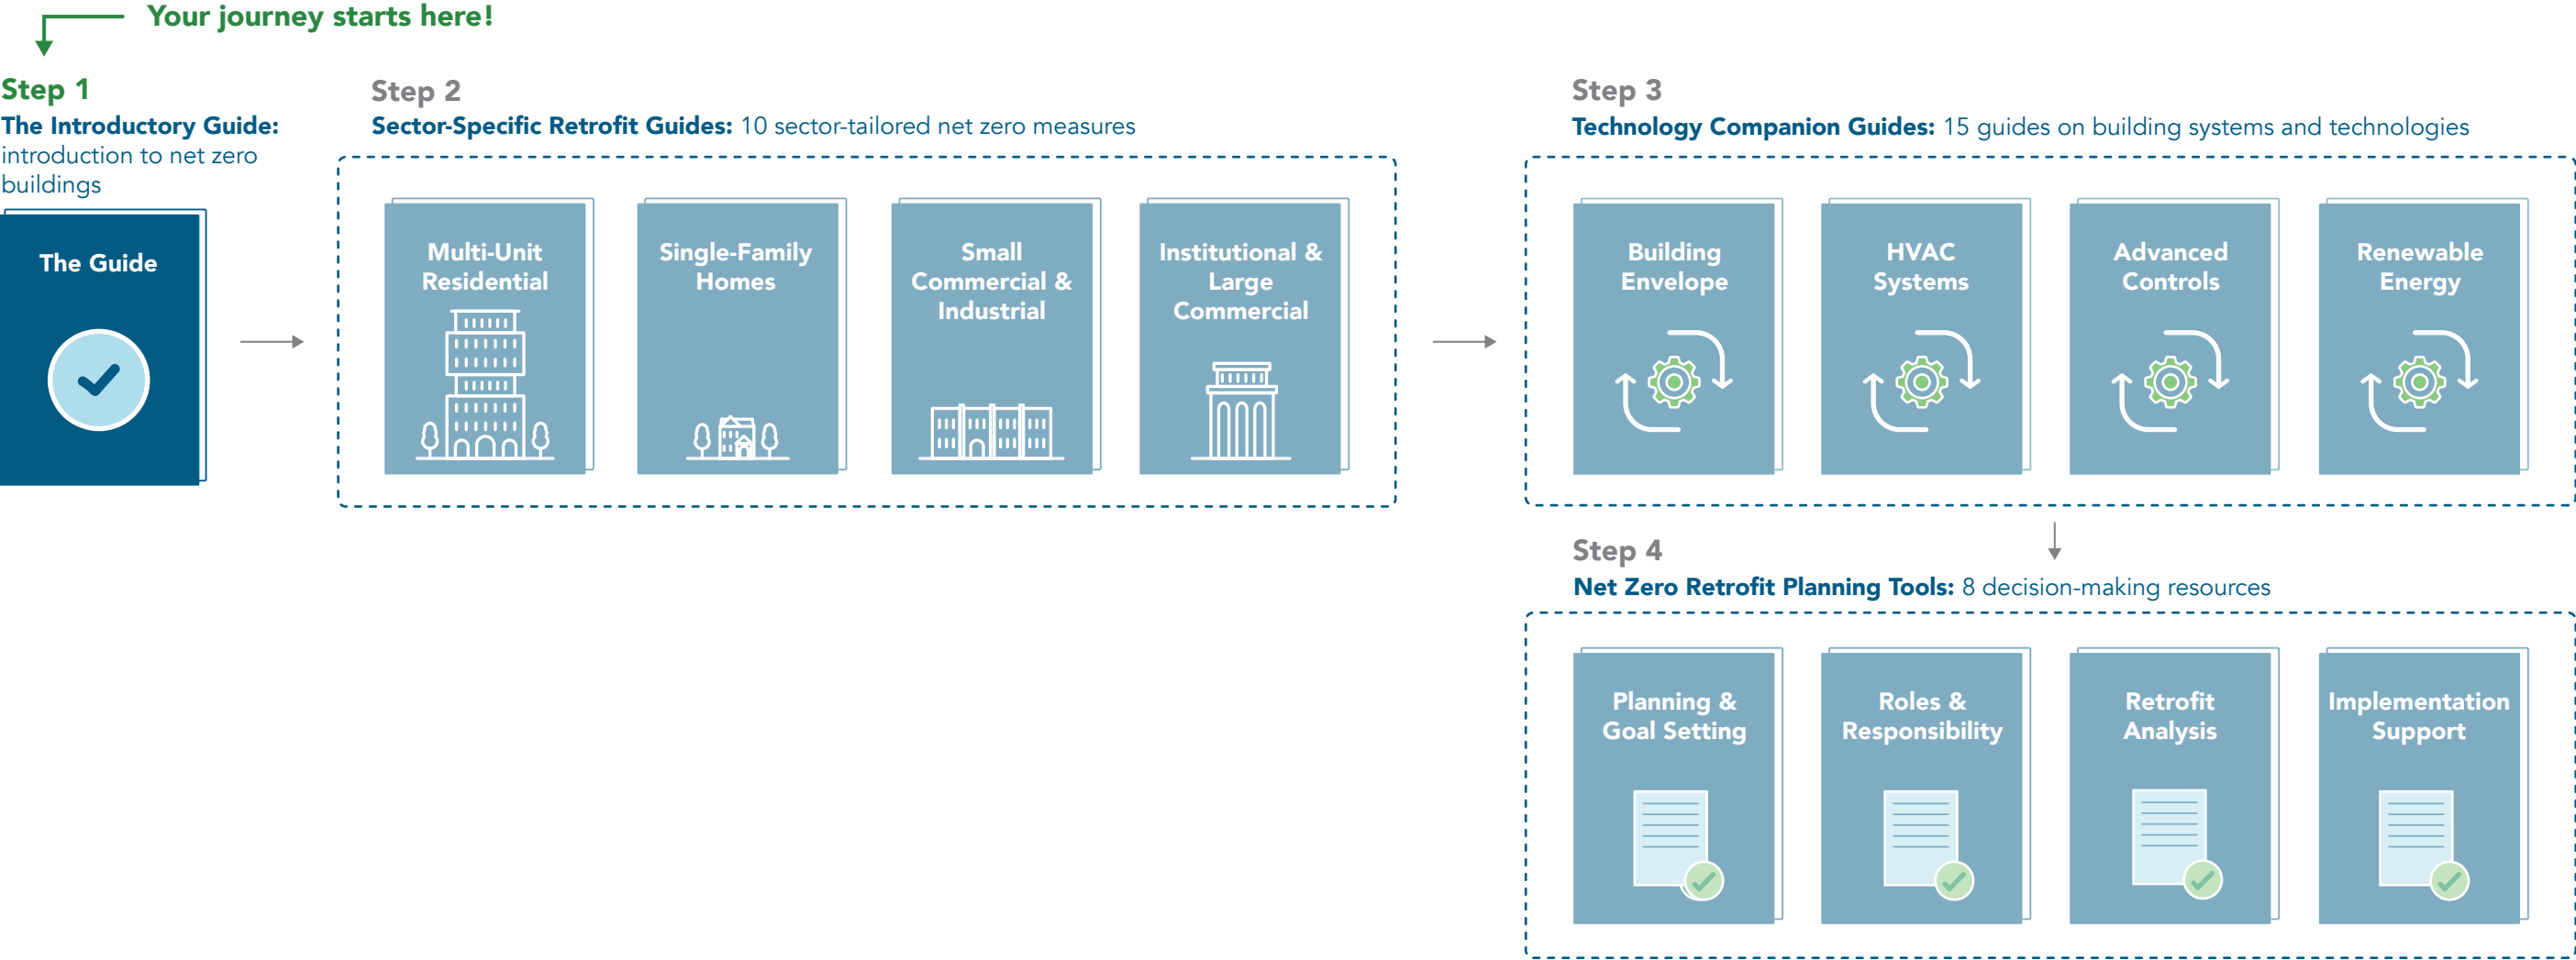 Your journey starts here!
Step 1
The Introductory Guide:
introduction to net zero
buildings
The Guide
Step 2
Sector-Specific Retrofit Guides: 10 sector-tailored net zero measures
Multi-Unit
Residential
Single-Family
Homes
Small
Commercial &
Industrial
Institutional &
Large
Commercial
Step 3
Technology Companion Guides: 15 guides on building systems and technologies
Building
Envelope
HVAC
Systems
Advanced
Controls
Renewable
Energy
Step 4
Net Zero Retrofit Planning Tools: 8 decision-making resources
Planning &
Goal Setting
Roles &
Responsibility
Retrofit
Analysis
Implementation
Support